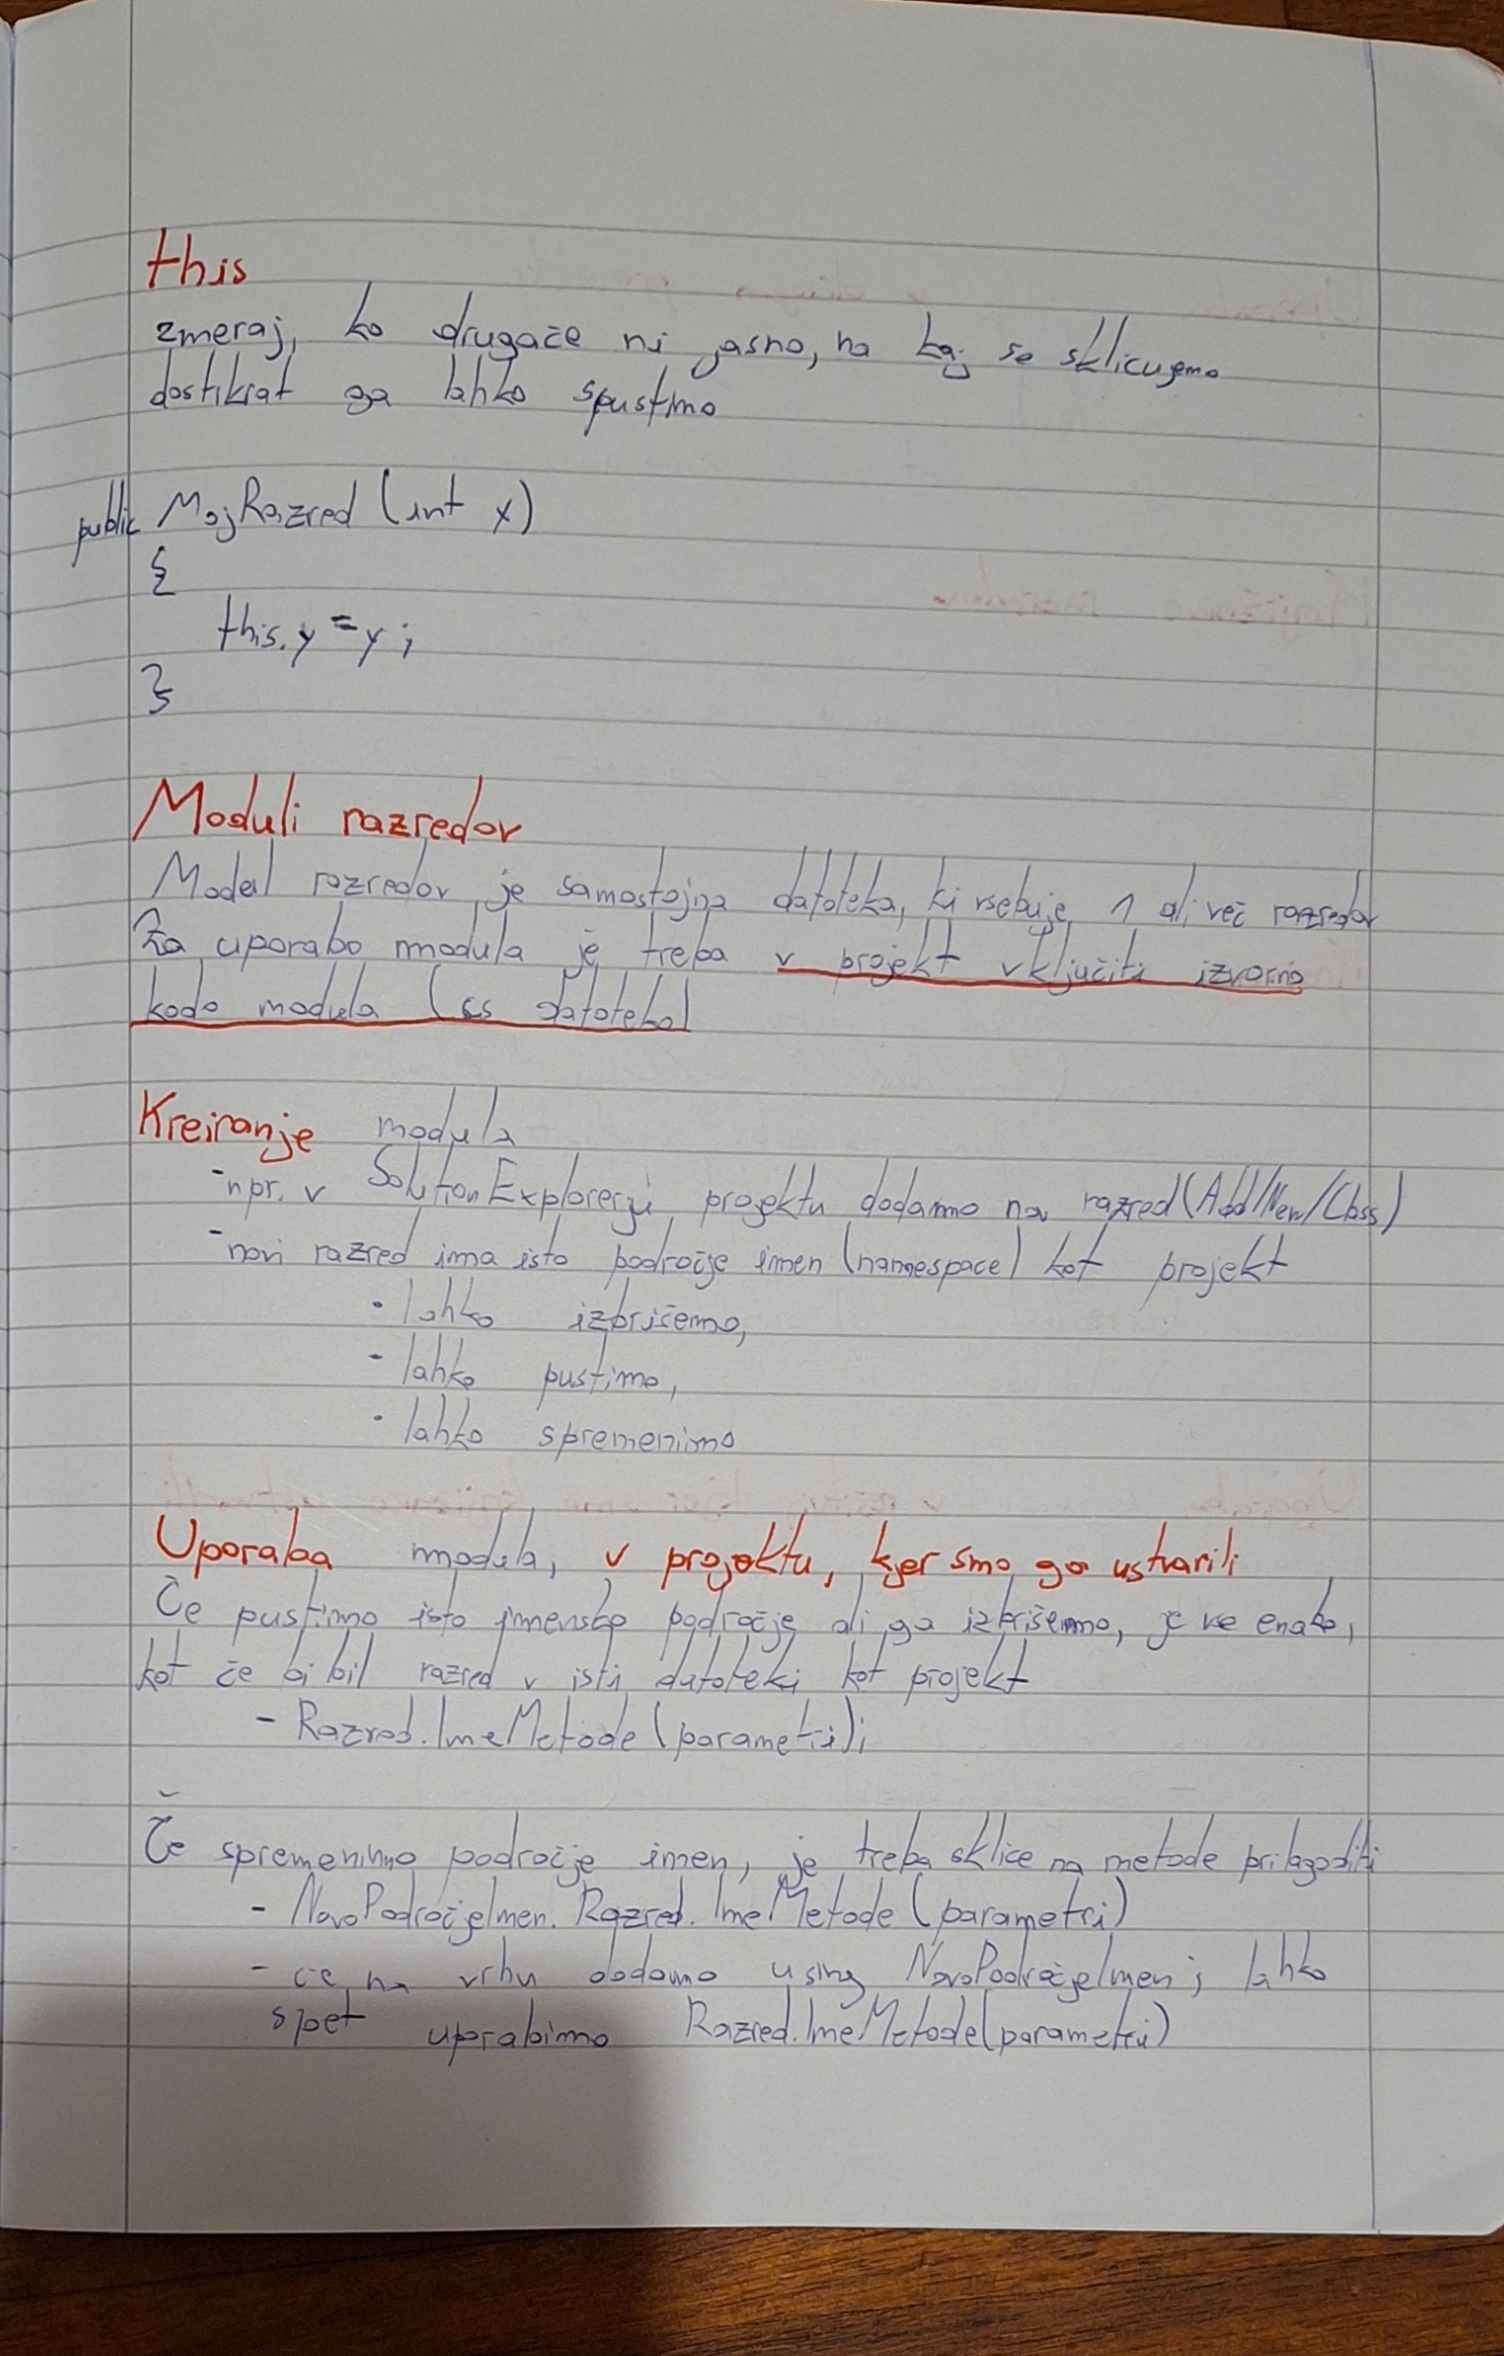 this
zmeraj, ko drugače ni jasno, na kaj se sklicujemo
dostikrat ga lahko spustimo
public MojRazred (int x)
{
this.y = y;
}
Moduli razredov
Modul razredov je samostojna datoteka, ki vsebuje 1 ali več razredov
Za uporabo modula je treba v projekt vključiti izvorno
kodo modula (cs datoteko)
Kreiranje modula
- npr. v SolutionExplorerju projektu dodamo nov razred (Add/New/Class)
- novi razred ima isto področje imen (namespace) kot projekt
• lahko izbrišemo,
- lahko pustimo,
• lahko spremenimo
Uporaba modula, v projektu, kjer smo ga ustvarili
Če pustimo isto imensko področje ali ga izbrišemo, je vse enako,
kot če bi bil razred v isti datoteki kot projekt
- Razred.ImeMetode (parametri);
Če spremenimo področje imen, je treba sklice na metode prilagoditi
- NovoPodročjeImen. Razred. ImeMetode (parametri)
- če na vrhu dodamo using NovoPodročjeImen; lahko
spet uporabimo Razred.ImeMetode(parametri)